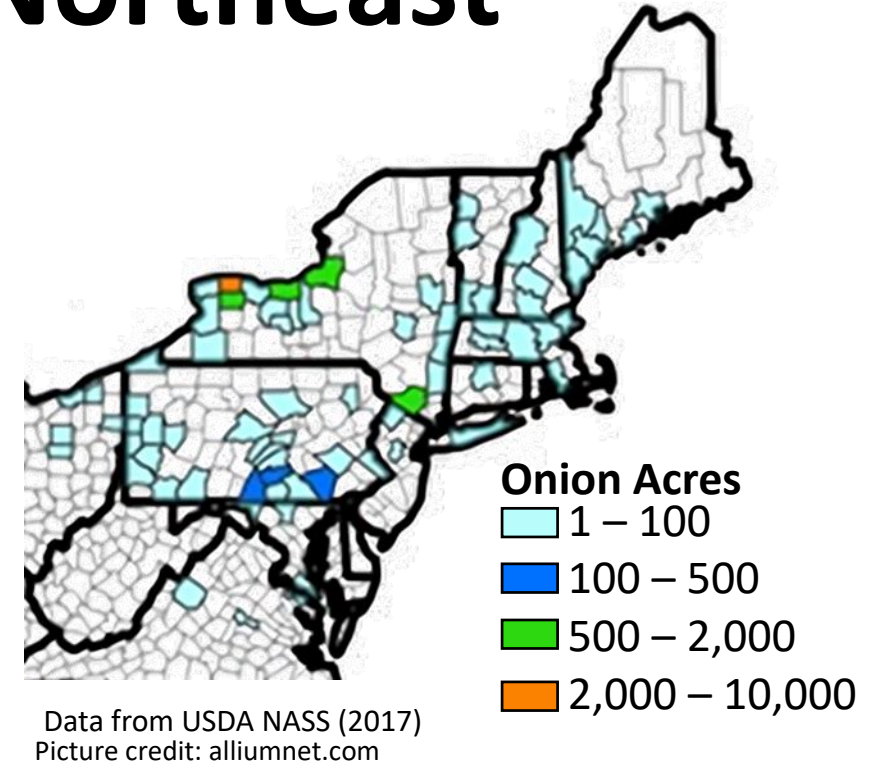 Northeast
Onion Acres
1 – 100
100 – 500
500 – 2,000
2,000 – 10,000
Data from USDA NASS (2017)
Picture credit: alliumnet.com